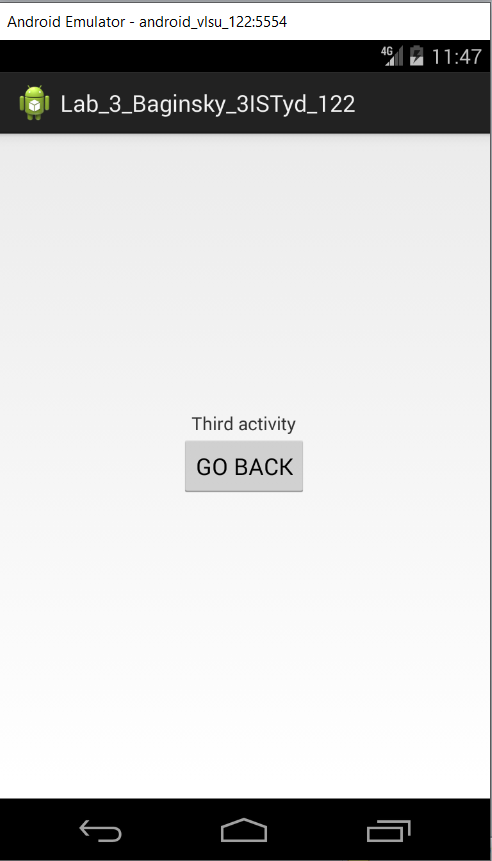 Android Emulator - android_vlsu_122:5554
4G 11:47
Lab_3_Baginsky_3ISTyd_122
Third activity
GO BACK